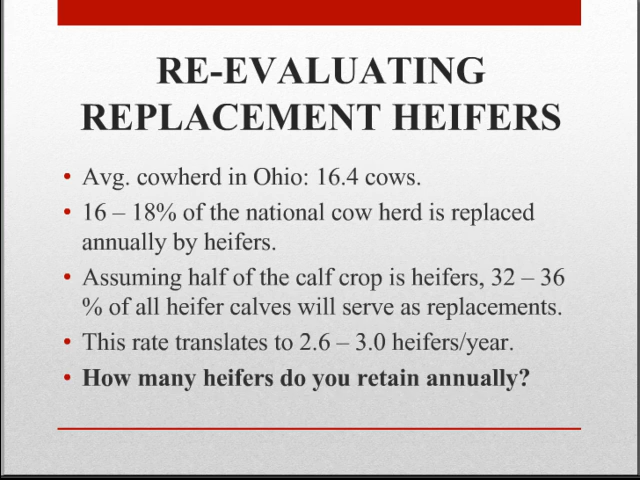 RE-EVALUATING
REPLACEMENT HEIFERS
• Avg. cowherd in Ohio: 16.4 cows.
• 16 – 18% of the national cow herd is replaced
annually by heifers.
• Assuming half of the calf crop is heifers, 32 – 36
% of all heifer calves will serve as replacements.
• This rate translates to 2.6 – 3.0 heifers/year.
• How many heifers do you retain annually?